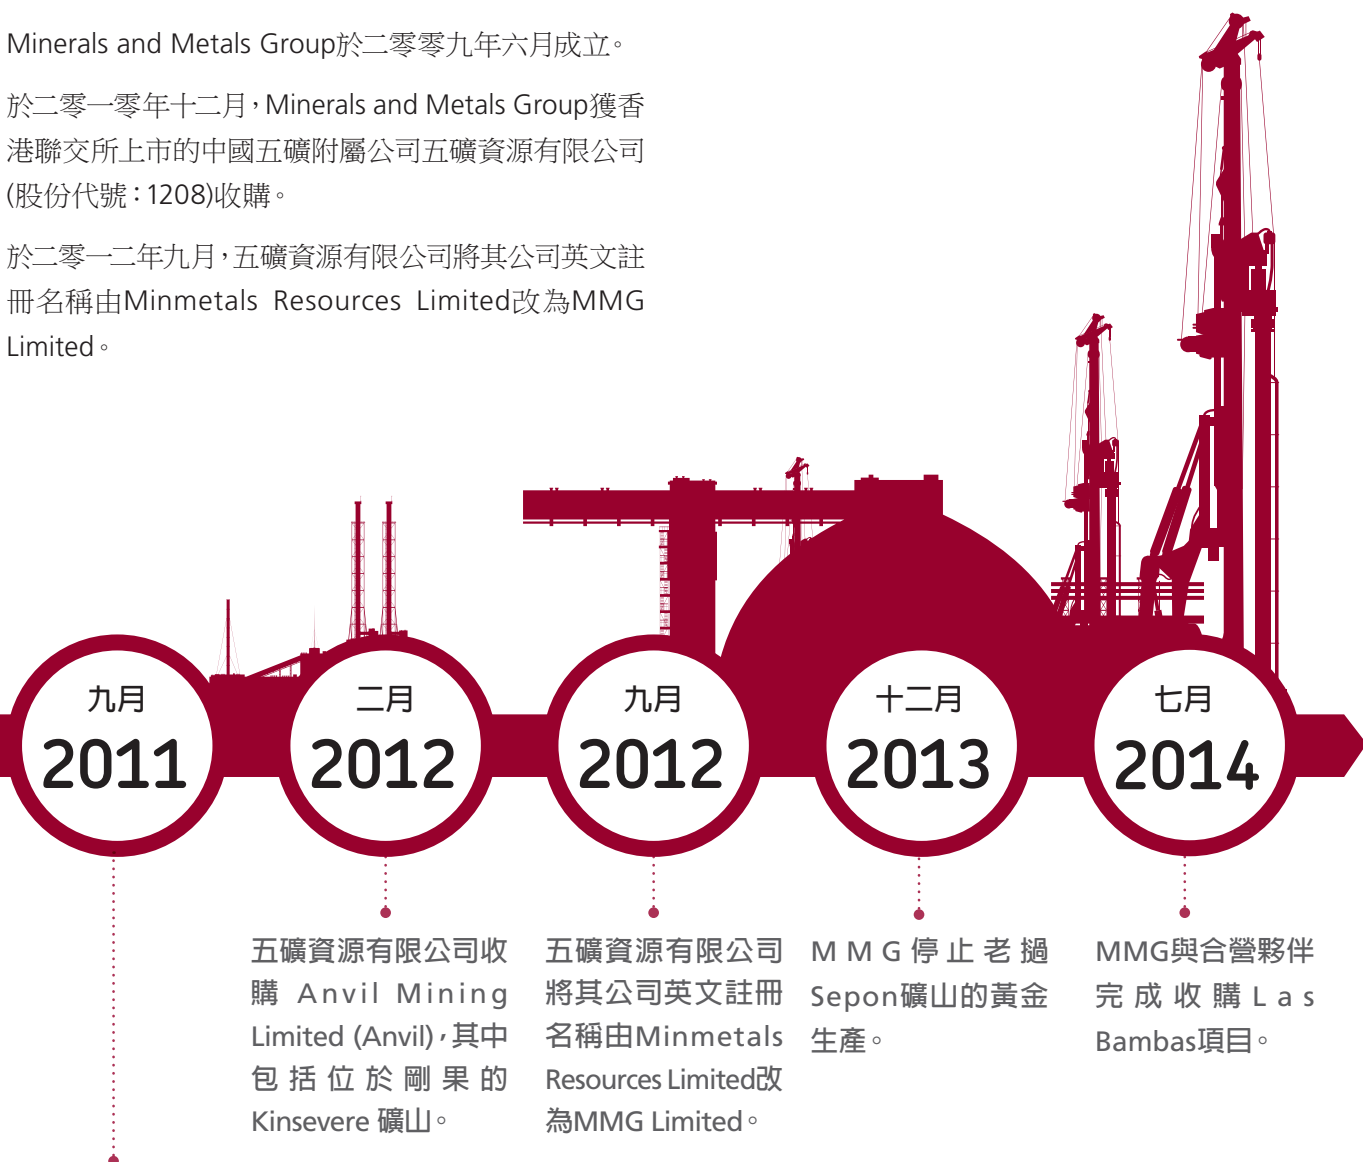 Minerals and Metals Group於二零零九年六月成立。
於二零一零年十二月，Minerals and Metals Group獲香
港聯交所上市的中國五礦附屬公司五礦資源有限公司
(股份代號：1208)收購。
於二零一二年九月，五礦資源有限公司將其公司英文註
冊名稱由Minmetals Resources Limited改為MMG
Limited。
九月
2011
二月
2012
九月
2012
十二月
2013
七月
2014
五礦資源有限公司收
購 Anvil Mining
Limited (Anvil)，其中
包括位於剛果的
Kinsevere 礦山。
五礦資源有限公司
將其公司英文註冊
名稱由Minmetals
Resources Limited改
為MMG Limited。
MMG停止老撾
Sepon礦山的黃金
生產。
MMG與合營夥伴
完成收購Las
Bambas項目。